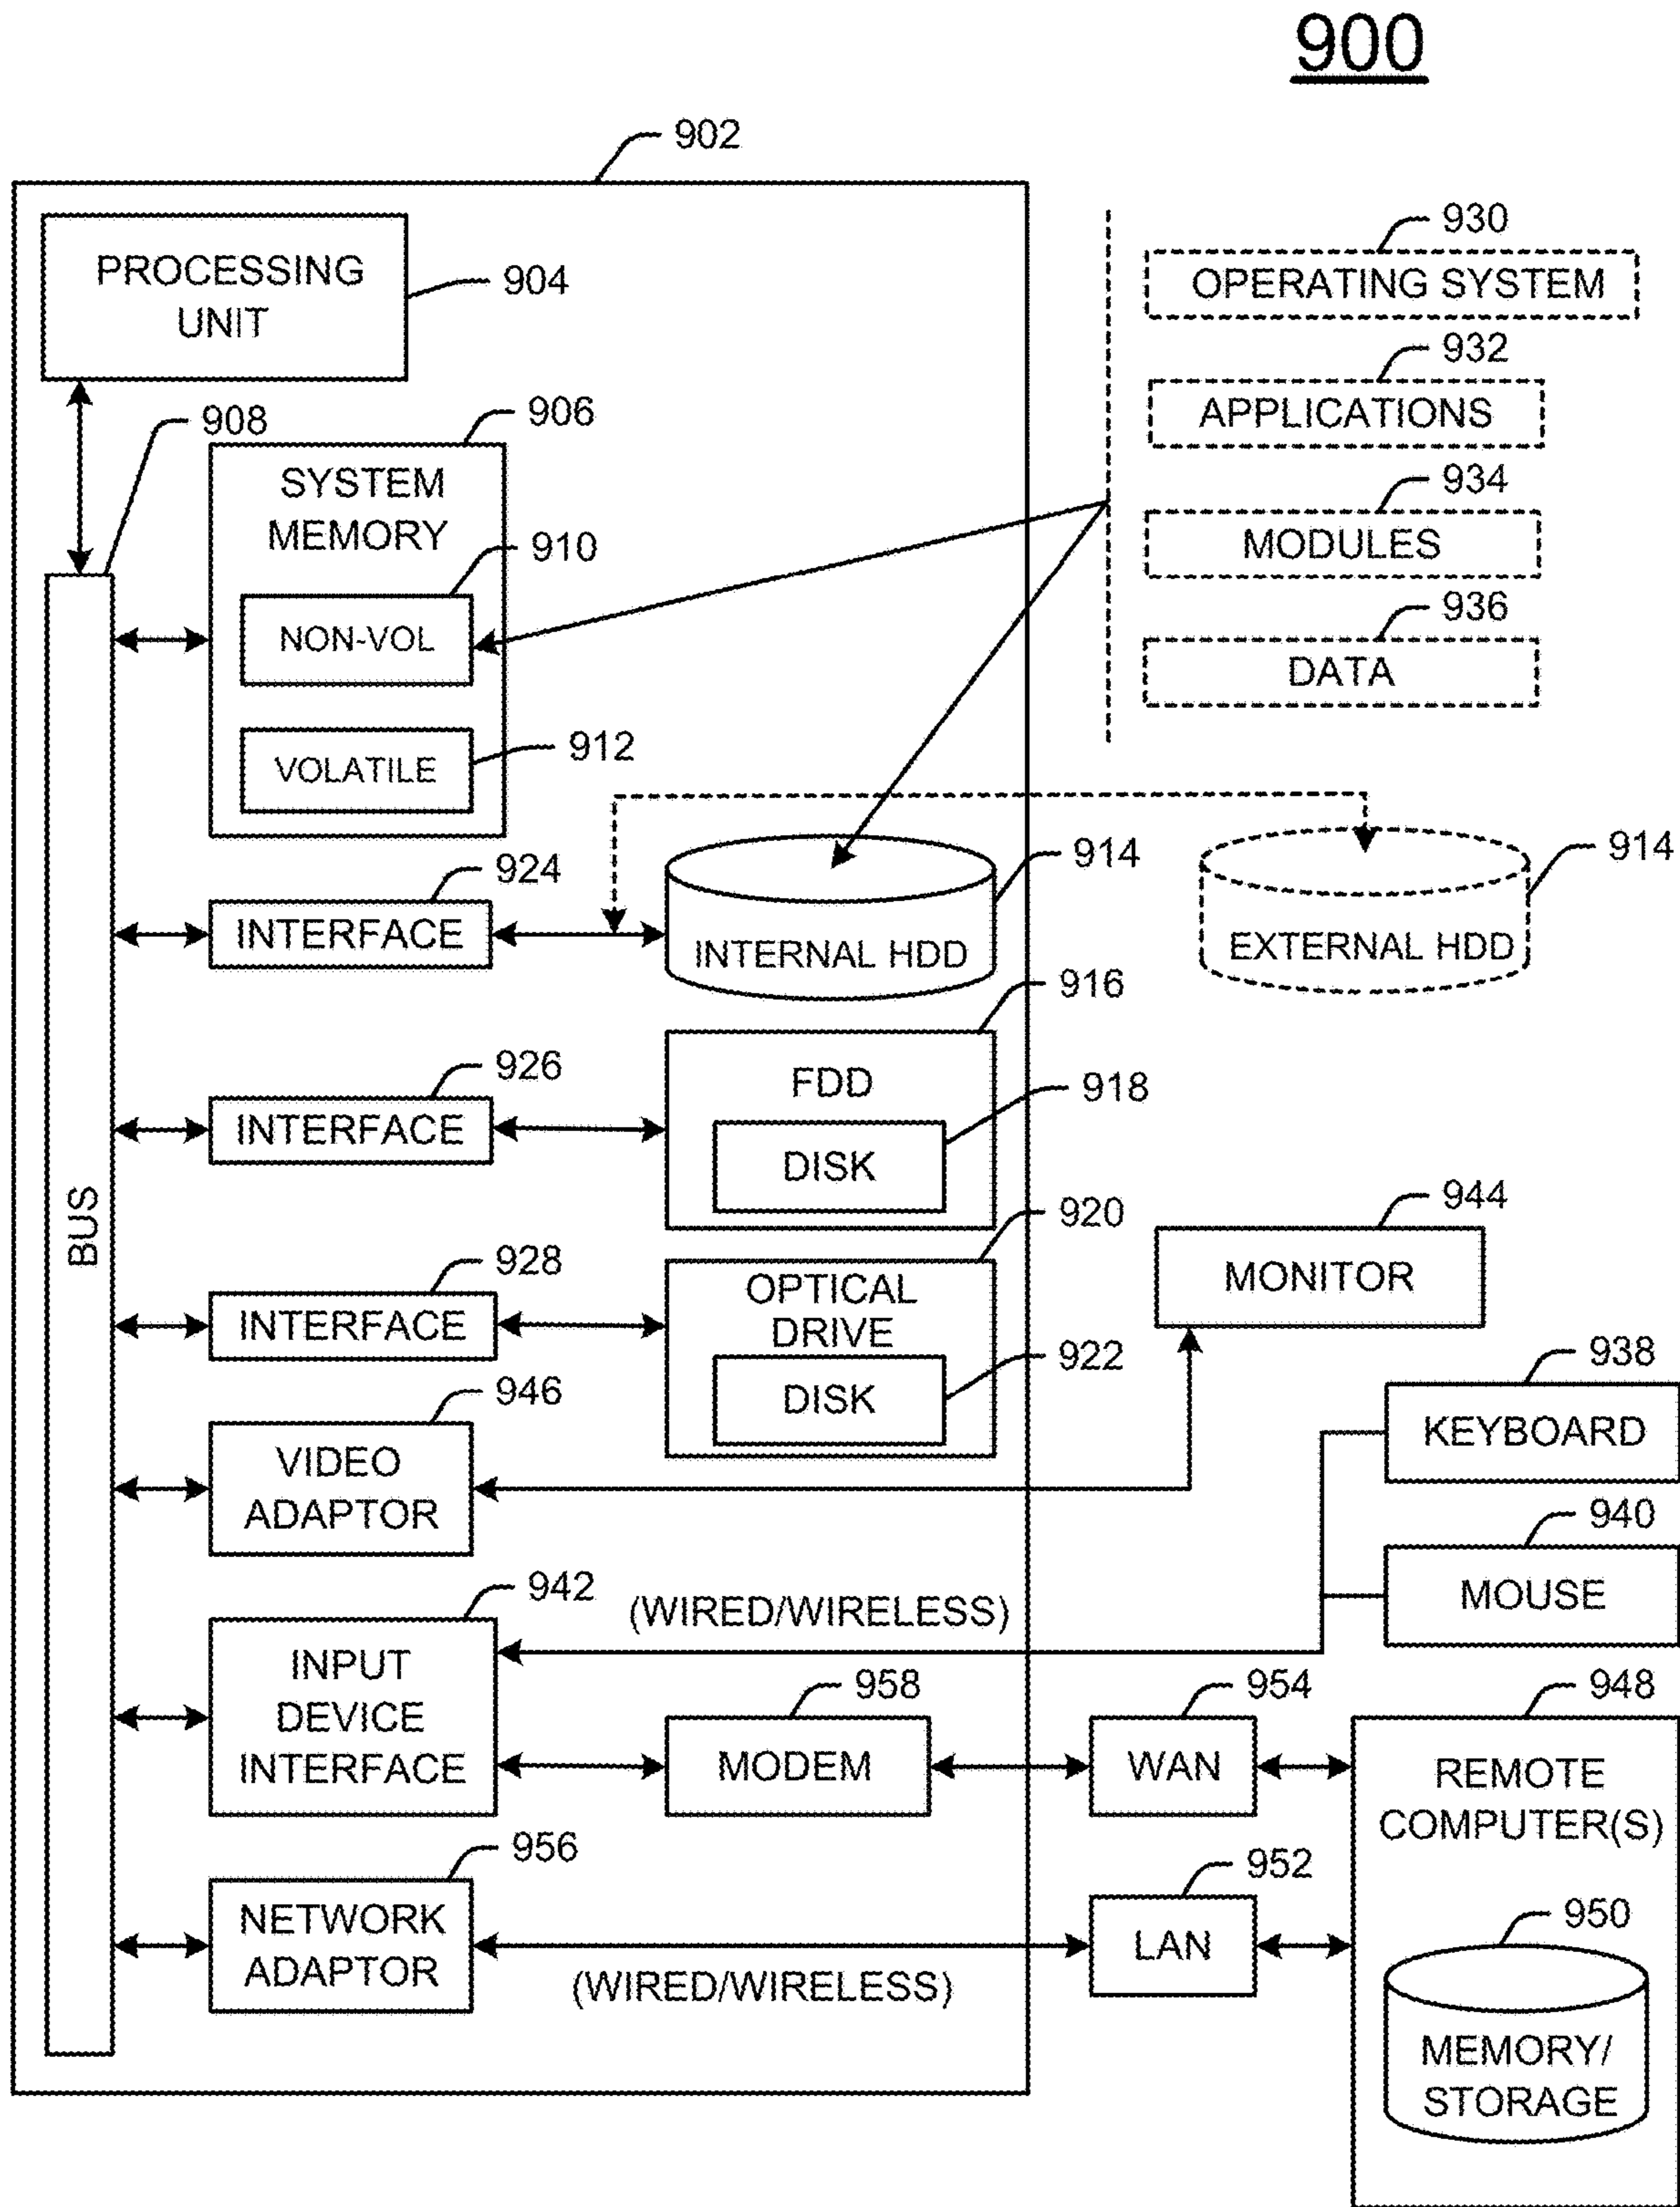 900
902
PROCESSING
UNIT
904
930
OPERATING SYSTEM
932
APPLICATIONS
934
MODULES
936
DATA
908
906
SYSTEM
MEMORY
910
NON-VOL
912
VOLATILE
924
INTERFACE
914
INTERNAL HDD
914
EXTERNAL HDD
916
FDD
926
INTERFACE
918
DISK
BUS
920
OPTICAL
DRIVE
928
INTERFACE
922
DISK
944
MONITOR
946
VIDEO
ADAPTOR
938
KEYBOARD
940
MOUSE
942
INPUT
DEVICE
INTERFACE
(WIRED/WIRELESS)
958
MODEM
954
WAN
948
REMOTE
COMPUTER(S)
956
NETWORK
ADAPTOR
(WIRED/WIRELESS)
952
LAN
950
MEMORY/
STORAGE